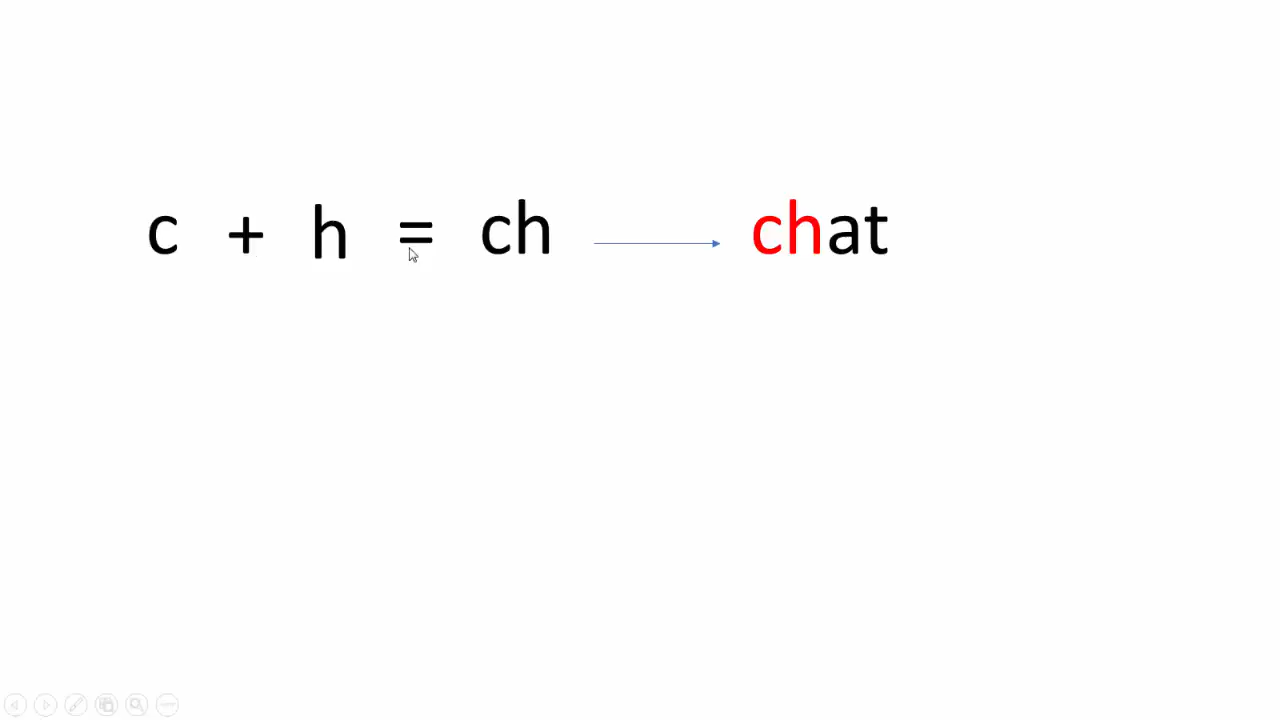 c + h = ch chat